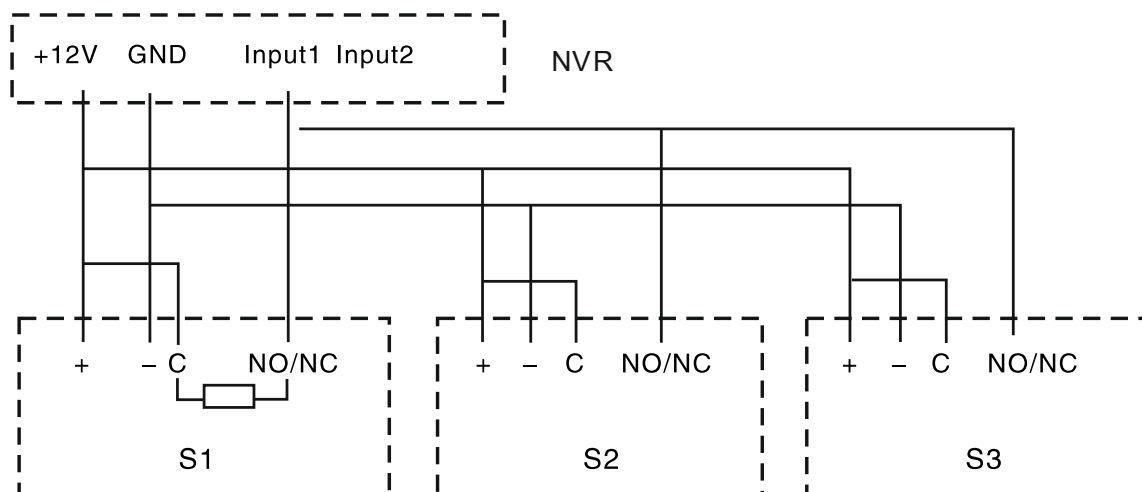 +12V GND Input1 Input2
NVR
+ – C NO/NC + – C NO/NC + – C NO/NC
S1 S2 S3